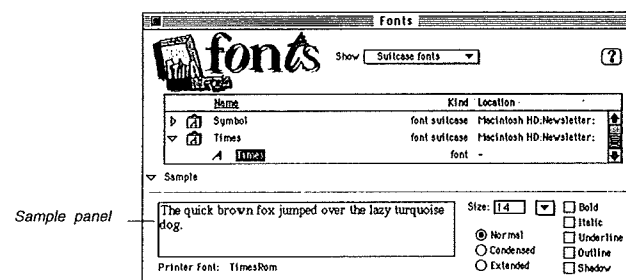 Fonts
fonts
Show Suitcase fonts ?
Name Kind Location
Symbol font suitcase Macintosh HD:Newsletter:
Times font suitcase Macintosh HD:Newsletter:
A Times font -
Sample
Sample panel
The quick brown fox jumped over the lazy turquoise
dog.
Printer Font: TimesRom
Size: 14
Normal
Condensed
Extended
Bold
Italic
Underline
Outline
Shadow